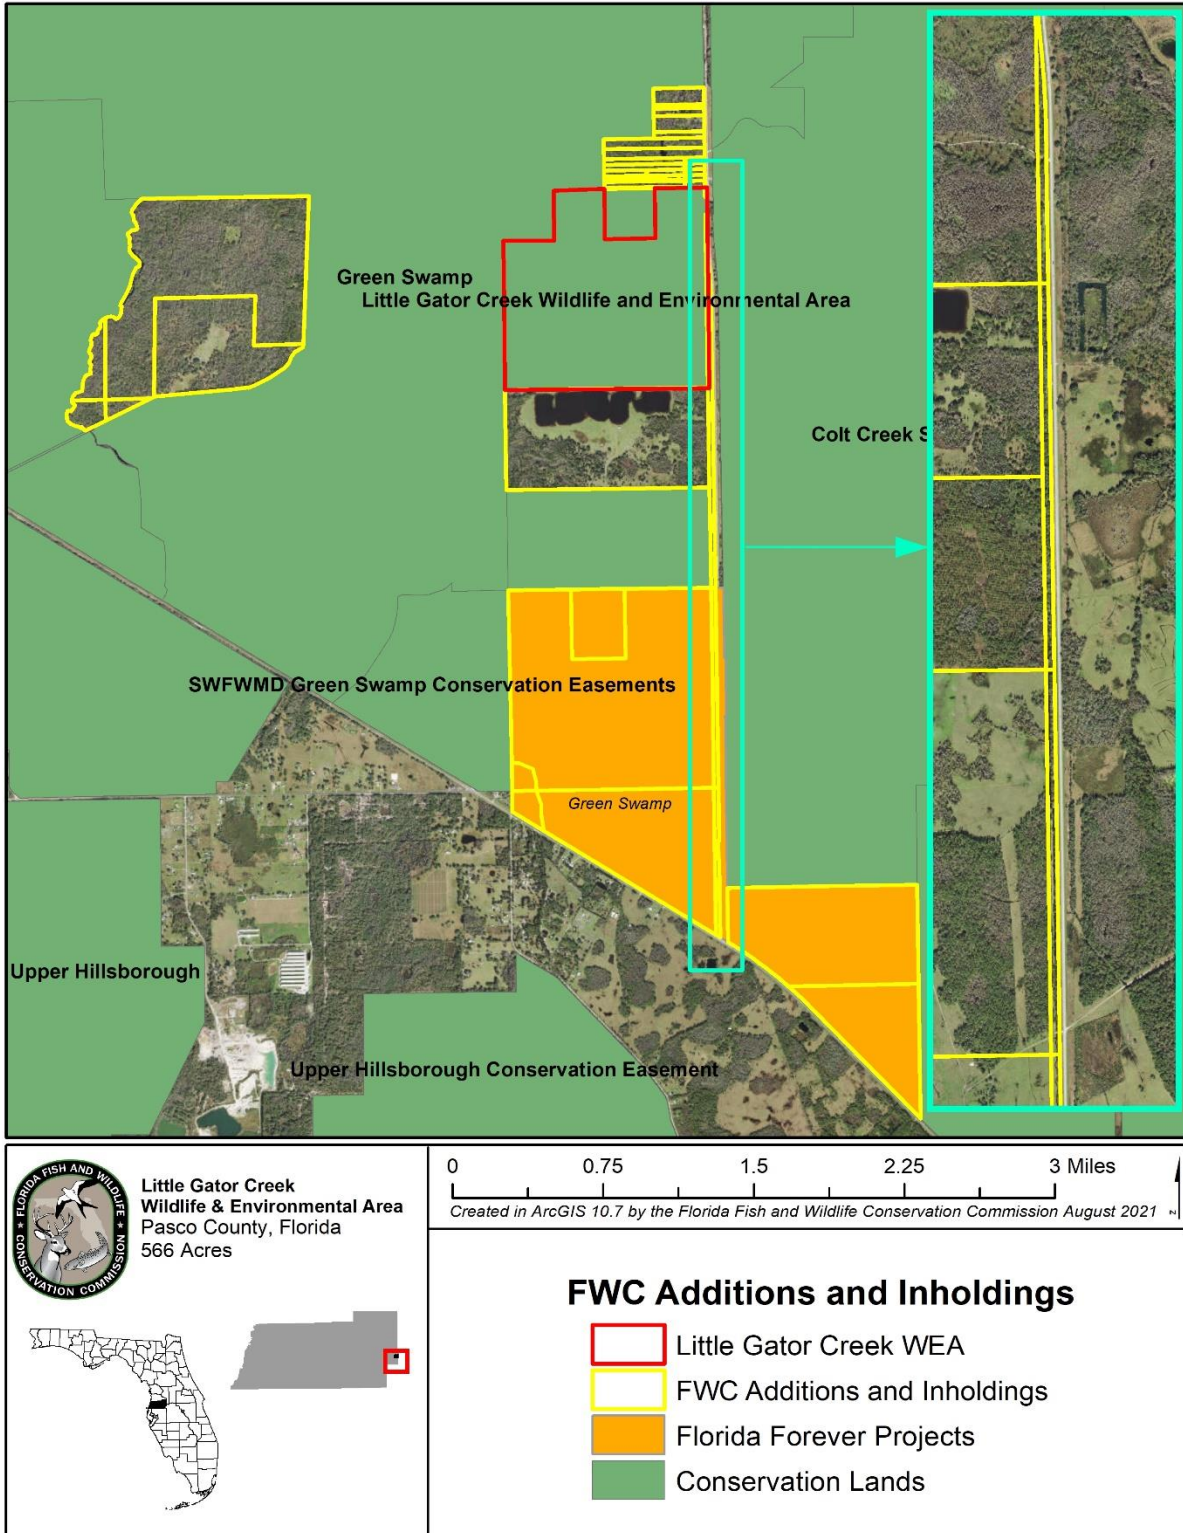 Green Swamp
Little Gator Creek Wildlife and Environmental Area
Colt Creek S
SWFWMD Green Swamp Conservation Easements
Green Swamp
Upper Hillsborough
Upper Hillsborough Conservation Easement
FLORIDA FISH AND WILDLIFE
CONSERVATION COMMISSION
Little Gator Creek
Wildlife & Environmental Area
Pasco County, Florida
566 Acres
0 0.75 1.5 2.25 3 Miles
Created in ArcGIS 10.7 by the Florida Fish and Wildlife Conservation Commission August 2021
N
FWC Additions and Inholdings
Little Gator Creek WEA
FWC Additions and Inholdings
Florida Forever Projects
Conservation Lands